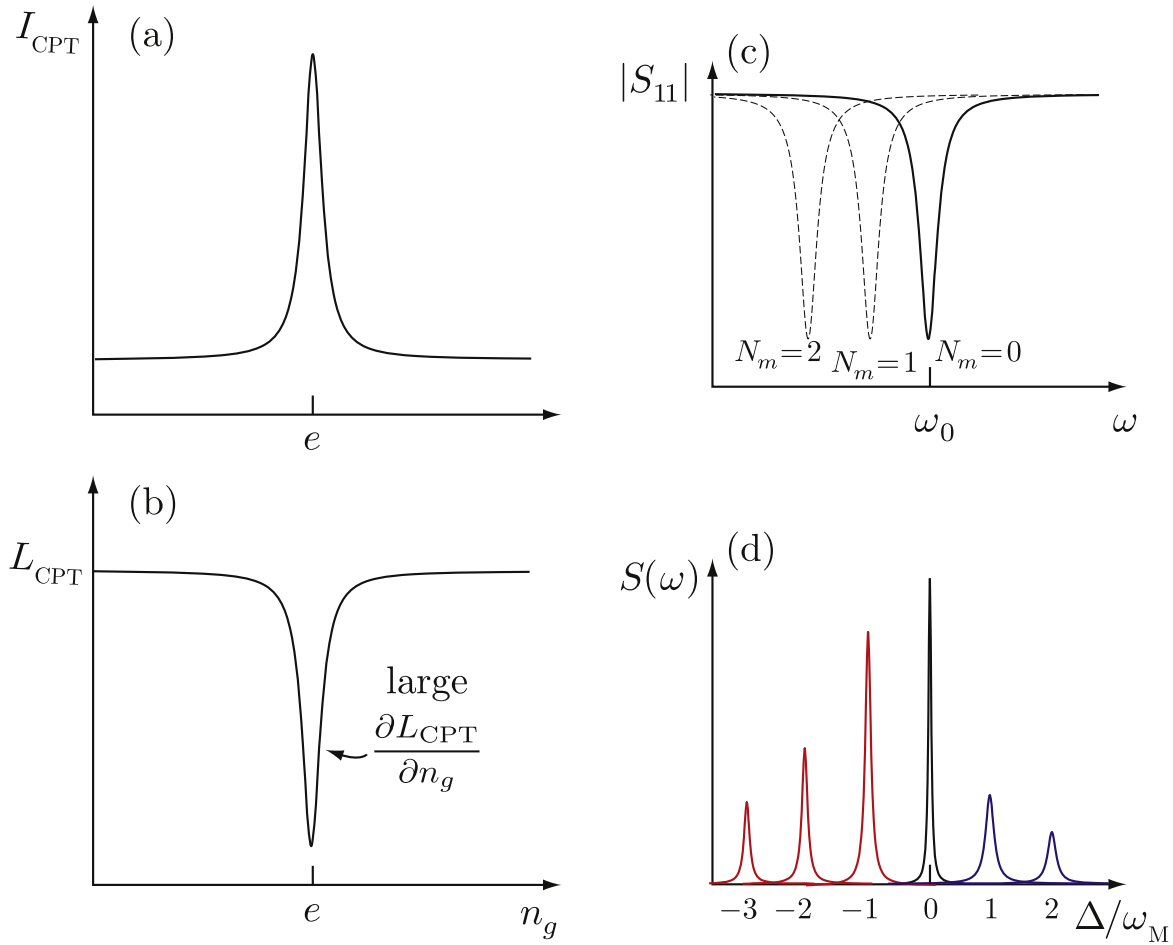 I_CPT
(a)
e
(b)
L_CPT
large
∂L_CPT
∂n_g
e
n_g
(c)
|S_11|
N_m=2
N_m=1
N_m=0
ω_0
ω
(d)
S(ω)
−3 −2 −1 0 1 2 Δ/ω_M